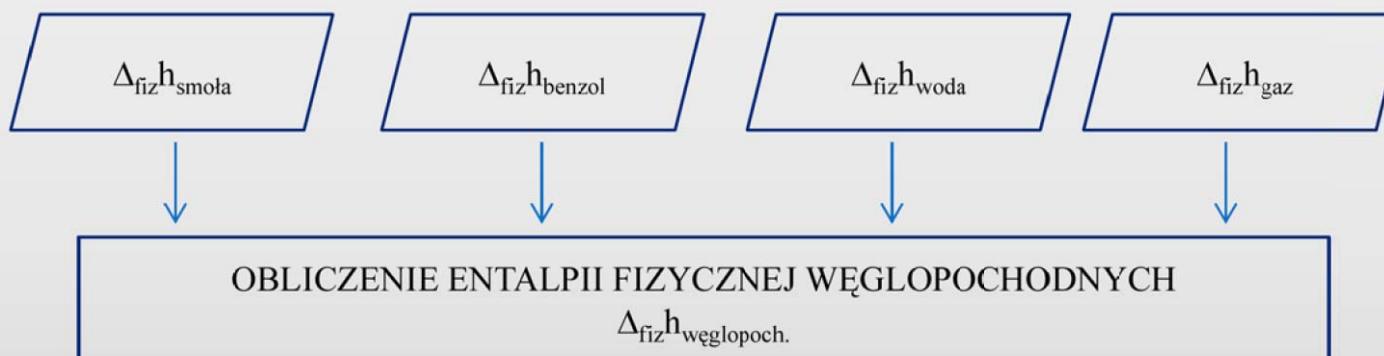 Δfizhsmoła
Δfizhbenzol
Δfizhwoda
Δfizhgaz
OBLICZENIE ENTALPII FIZYCZNEJ WĘGLOPOCHODNYCH
Δfizhwęglopoch.